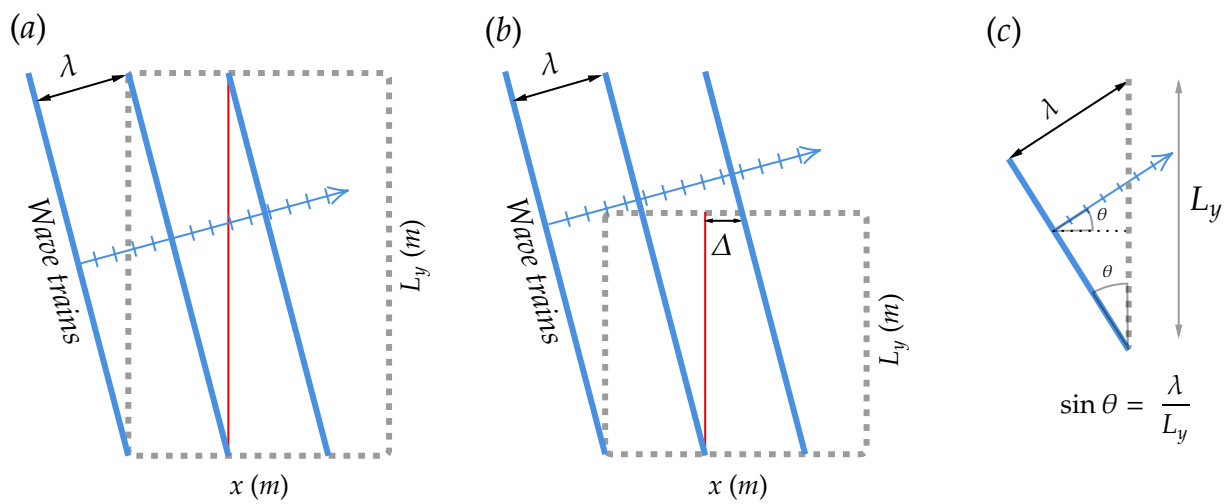 (a)
λ
Wave trains
L_y (m)
x (m)
(b)
λ
Wave trains
Δ
L_y (m)
x (m)
(c)
λ
θ
θ
L_y
sin θ = λ / L_y